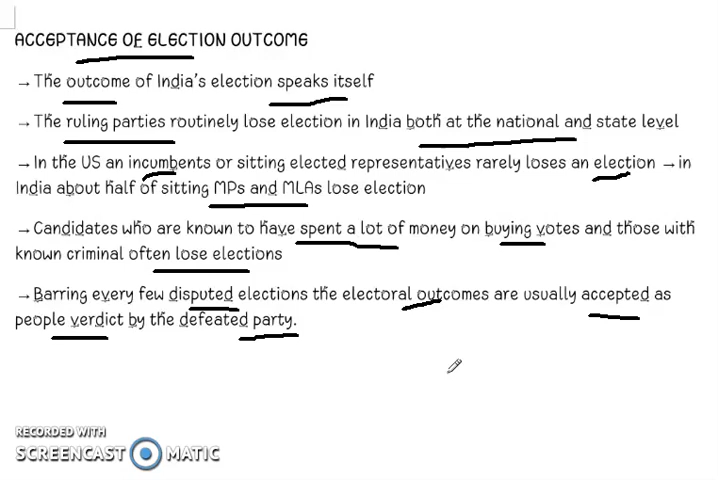 ACCEPTANCE OF ELECTION OUTCOME
→ The outcome of India's election speaks itself
→ The ruling parties routinely lose election in India both at the national and state level
→ In the US an incumbents or sitting elected representatives rarely loses an election → in
India about half of sitting MPs and MLAs lose election
→ Candidates who are known to have spent a lot of money on buying votes and those with
known criminal often lose elections
→ Barring every few disputed elections the electoral outcomes are usually accepted as
people verdict by the defeated party.
RECORDED WITH
SCREENCAST MATIC